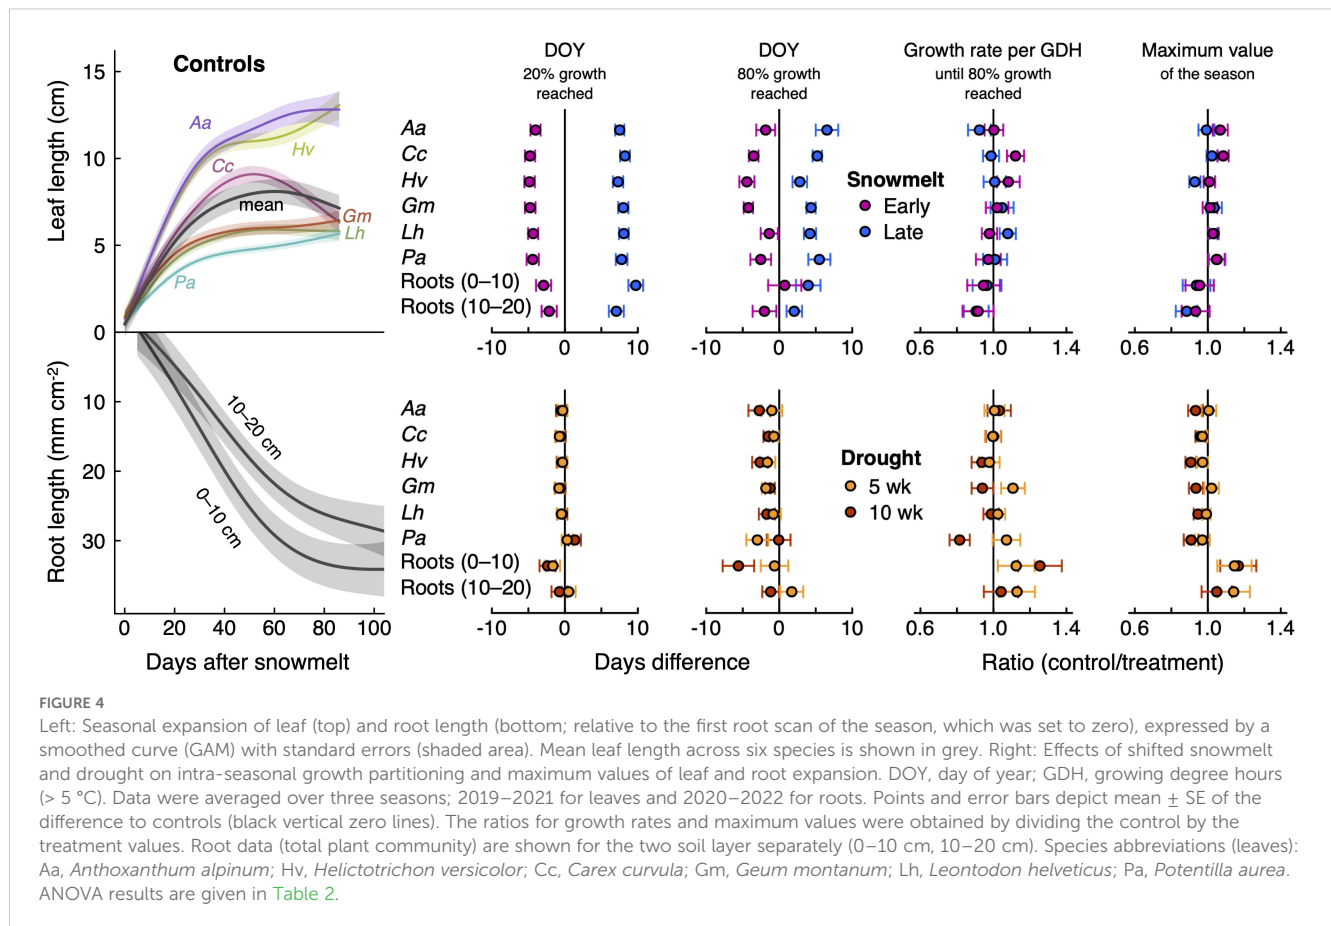 Controls
Leaf length (cm)
15
10
5
0
Aa
Hv
Cc
mean
Gm
Lh
Pa
Root length (mm cm-2)
10
20
30
10–20 cm
0–10 cm
0 20 40 60 80 100
Days after snowmelt
DOY
20% growth
reached
DOY
80% growth
reached
Growth rate per GDH
until 80% growth
reached
Maximum value
of the season
Aa
Cc
Hv
Gm
Lh
Pa
Roots (0–10)
Roots (10–20)
Snowmelt
Early
Late
-10 0 10
-10 0 10
0.6 1.0 1.4
0.6 1.0 1.4
Aa
Cc
Hv
Gm
Lh
Pa
Roots (0–10)
Roots (10–20)
Drought
5 wk
10 wk
-10 0 10
-10 0 10
0.6 1.0 1.4
0.6 1.0 1.4
Days difference
Ratio (control/treatment)
FIGURE 4
Left: Seasonal expansion of leaf (top) and root length (bottom; relative to the first root scan of the season, which was set to zero), expressed by a
smoothed curve (GAM) with standard errors (shaded area). Mean leaf length across six species is shown in grey. Right: Effects of shifted snowmelt
and drought on intra-seasonal growth partitioning and maximum values of leaf and root expansion. DOY, day of year; GDH, growing degree hours
(> 5 °C). Data were averaged over three seasons; 2019–2021 for leaves and 2020–2022 for roots. Points and error bars depict mean ± SE of the
difference to controls (black vertical zero lines). The ratios for growth rates and maximum values were obtained by dividing the control by the
treatment values. Root data (total plant community) are shown for the two soil layer separately (0–10 cm, 10–20 cm). Species abbreviations (leaves):
Aa, Anthoxanthum alpinum; Hv, Helictotrichon versicolor; Cc, Carex curvula; Gm, Geum montanum; Lh, Leontodon helveticus; Pa, Potentilla aurea.
ANOVA results are given in Table 2.